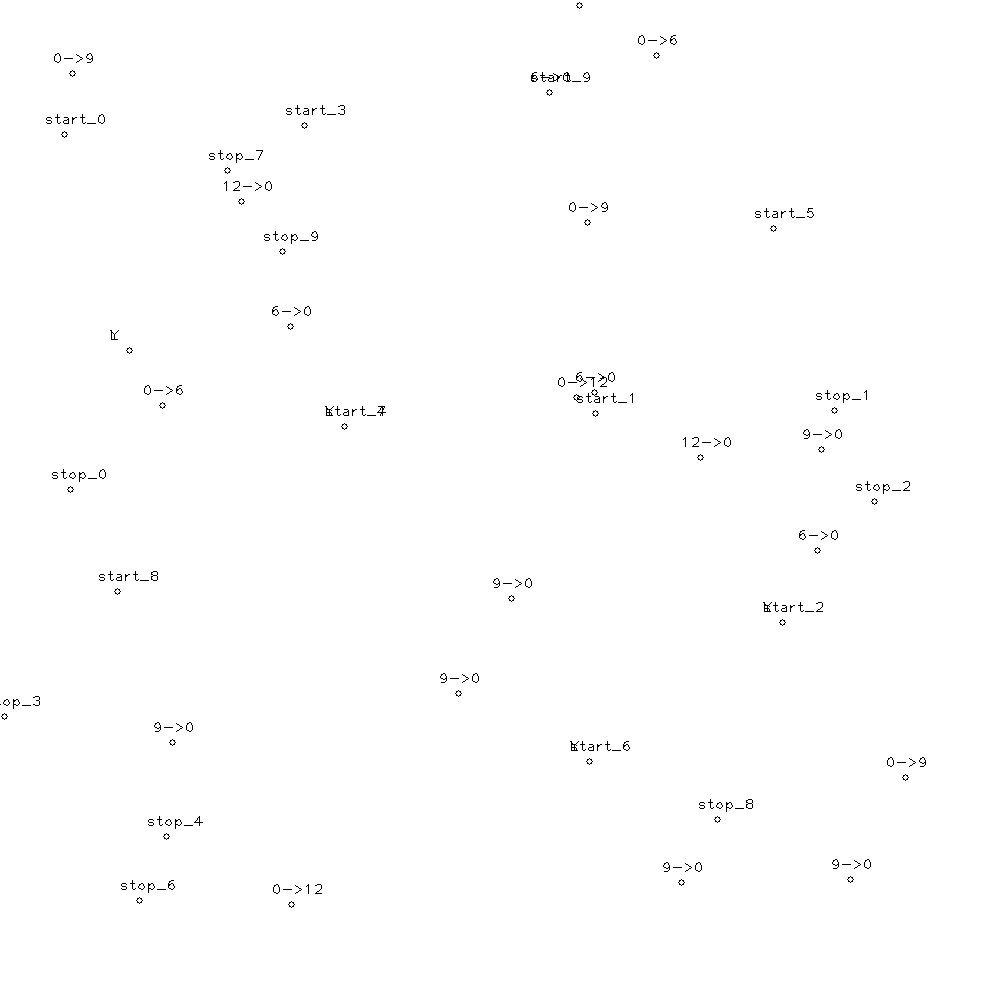 0->6
0->9
start_9
start_3
start_0
stop_7
12->0
0->9
start_5
stop_9
6->0
Y
6->0
0->12
0->6
stop_1
start_1
9->0
12->0
stop_0
stop_2
6->0
start_8
9->0
start_2
9->0
op_3
9->0
start_6
0->9
stop_8
stop_4
9->0
9->0
stop_6
0->12